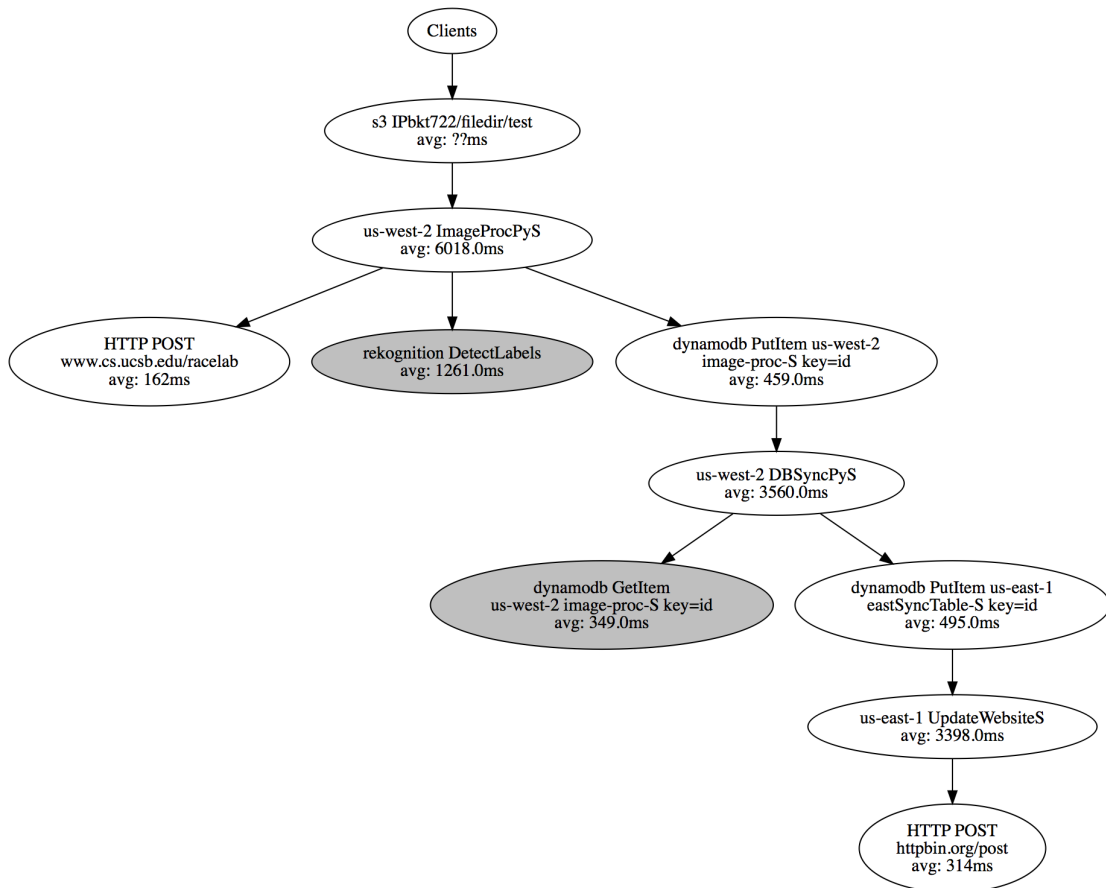 Clients
s3 IPbkt722/filedir/test
avg: ??ms
us-west-2 ImageProcPyS
avg: 6018.0ms
HTTP POST
www.cs.ucsb.edu/racelab
avg: 162ms
rekognition DetectLabels
avg: 1261.0ms
dynamodb PutItem us-west-2
image-proc-S key=id
avg: 459.0ms
us-west-2 DBSyncPyS
avg: 3560.0ms
dynamodb GetItem
us-west-2 image-proc-S key=id
avg: 349.0ms
dynamodb PutItem us-east-1
eastSyncTable-S key=id
avg: 495.0ms
us-east-1 UpdateWebsiteS
avg: 3398.0ms
HTTP POST
httpbin.org/post
avg: 314ms